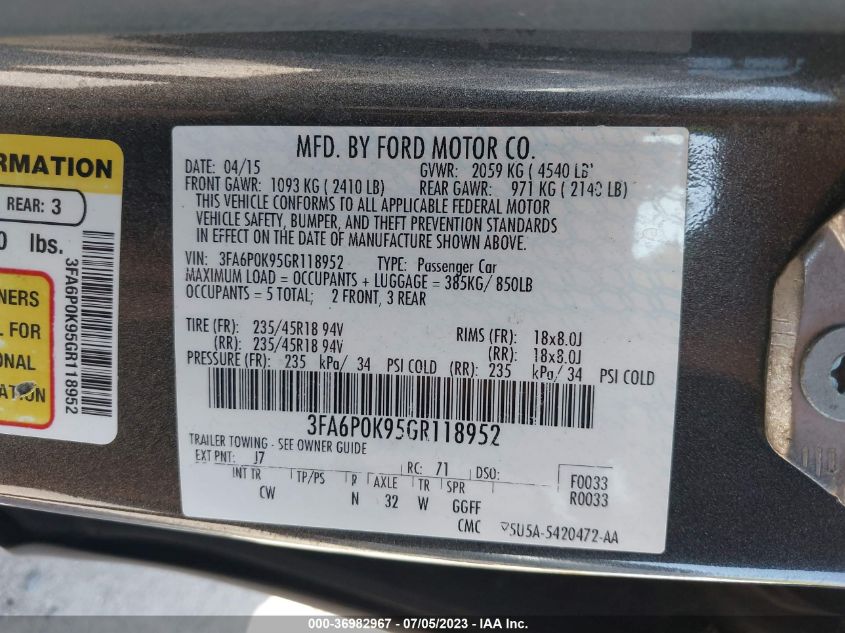 RMATION
REAR: 3
0 lbs.
NERS
L FOR
ONAL
3FA6P0K95GR118952
MFD. BY FORD MOTOR CO.
DATE: 04/15 GVWR: 2059 KG ( 4540 LB)
FRONT GAWR: 1093 KG ( 2410 LB) REAR GAWR: 971 KG ( 2140 LB)
THIS VEHICLE CONFORMS TO ALL APPLICABLE FEDERAL MOTOR
VEHICLE SAFETY, BUMPER, AND THEFT PREVENTION STANDARDS
IN EFFECT ON THE DATE OF MANUFACTURE SHOWN ABOVE.
VIN: 3FA6P0K95GR118952 TYPE: Passenger Car
MAXIMUM LOAD = OCCUPANTS + LUGGAGE = 385KG/ 850LB
OCCUPANTS = 5 TOTAL; 2 FRONT, 3 REAR
TIRE (FR): 235/45R18 94V RIMS (FR): 18x8.0J
(RR): 235/45R18 94V (RR): 18x8.0J
PRESSURE (FR): 235 kPa/ 34 PSI COLD (RR): 235 kPa/ 34 PSI COLD
3FA6P0K95GR118952
TRAILER TOWING - SEE OWNER GUIDE
EXT PNT: J7 RC: 71 DSO: F0033
INT TR TP/PS R AXLE TR SPR R0033
CW N 32 W GGFF
CMC 5U5A-5420472-AA
000-36982967 - 07/05/2023 - IAA Inc.